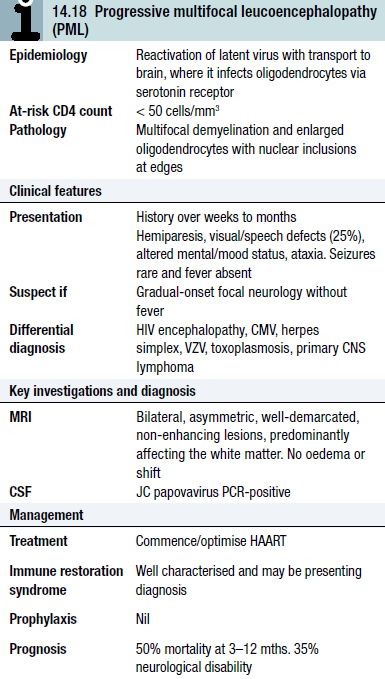 i
14.18 Progressive multifocal leucoencephalopathy
(PML)
Epidemiology Reactivation of latent virus with transport to
brain, where it infects oligodendrocytes via
serotonin receptor
At-risk CD4 count < 50 cells/mm³
Pathology Multifocal demyelination and enlarged
oligodendrocytes with nuclear inclusions
at edges
Clinical features
Presentation History over weeks to months
Hemiparesis, visual/speech defects (25%),
altered mental/mood status, ataxia. Seizures
rare and fever absent
Suspect if Gradual-onset focal neurology without
fever
Differential HIV encephalopathy, CMV, herpes
diagnosis simplex, VZV, toxoplasmosis, primary CNS
lymphoma
Key investigations and diagnosis
MRI Bilateral, asymmetric, well-demarcated,
non-enhancing lesions, predominantly
affecting the white matter. No oedema or
shift
CSF JC papovavirus PCR-positive
Management
Treatment Commence/optimise HAART
Immune restoration Well characterised and may be presenting
syndrome diagnosis
Prophylaxis Nil
Prognosis 50% mortality at 3–12 mths. 35%
neurological disability